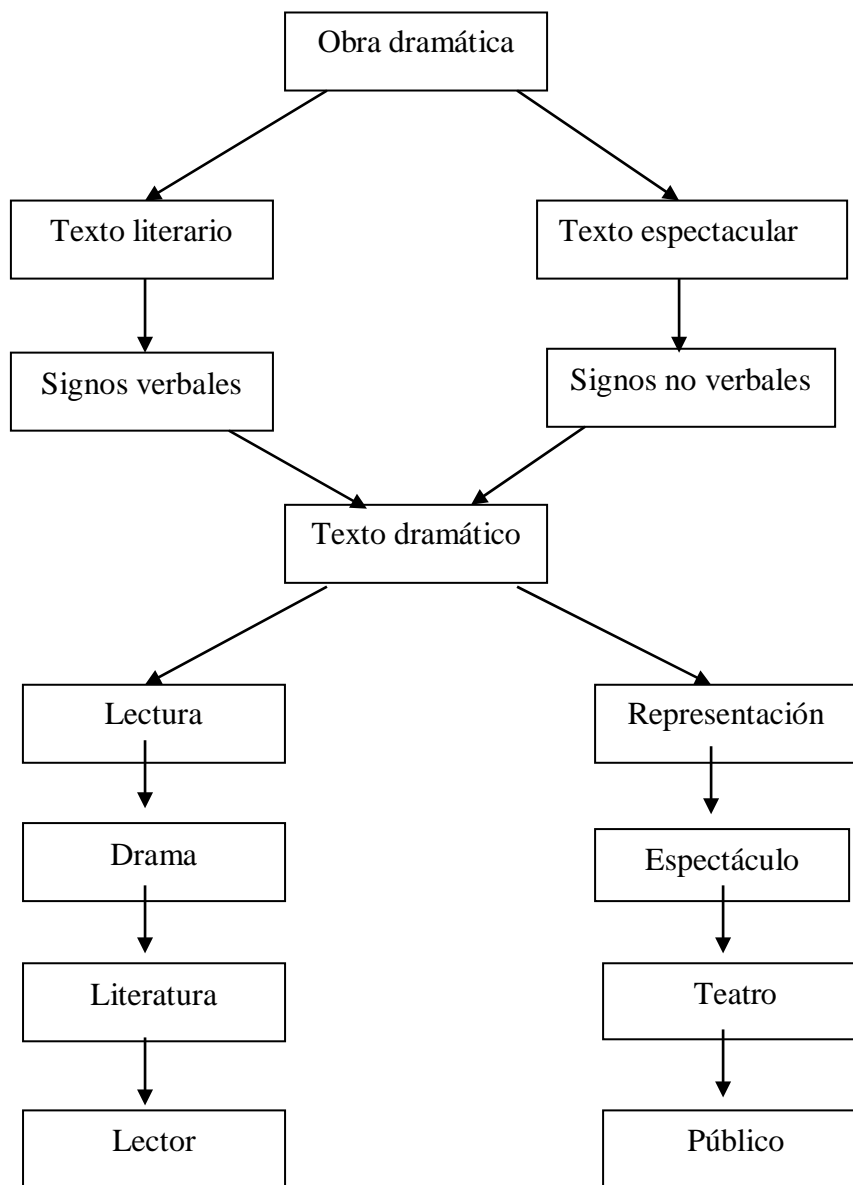 Obra dramática
Texto literario
Texto espectacular
Signos verbales
Signos no verbales
Texto dramático
Lectura
Representación
Drama
Espectáculo
Literatura
Teatro
Lector
Público